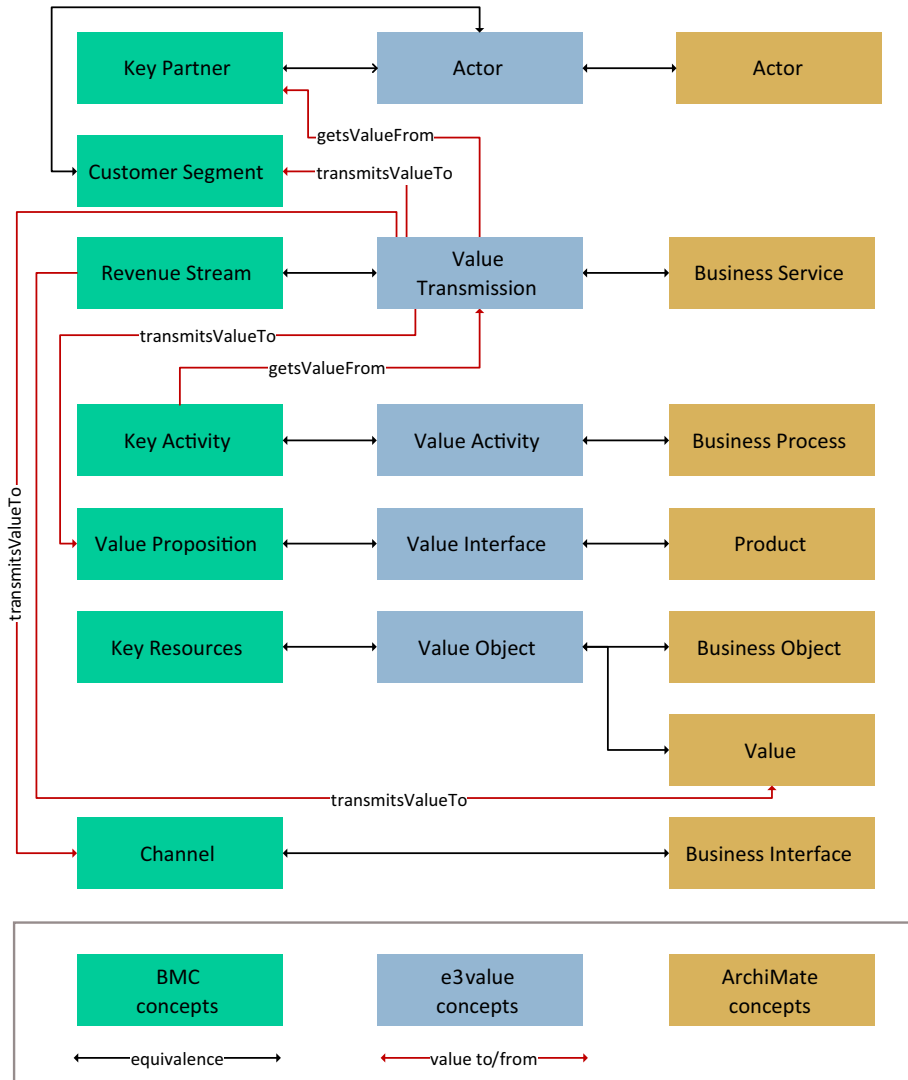 Key Partner
Actor
Actor
getsValueFrom
Customer Segment
transmitsValueTo
Revenue Stream
Value
Transmission
Business Service
transmitsValueTo
getsValueFrom
Key Activity
Value Activity
Business Process
transmitsValueTo
Value Proposition
Value Interface
Product
Key Resources
Value Object
Business Object
Value
transmitsValueTo
Channel
Business Interface
BMC
concepts
e3value
concepts
ArchiMate
concepts
equivalence
value to/from